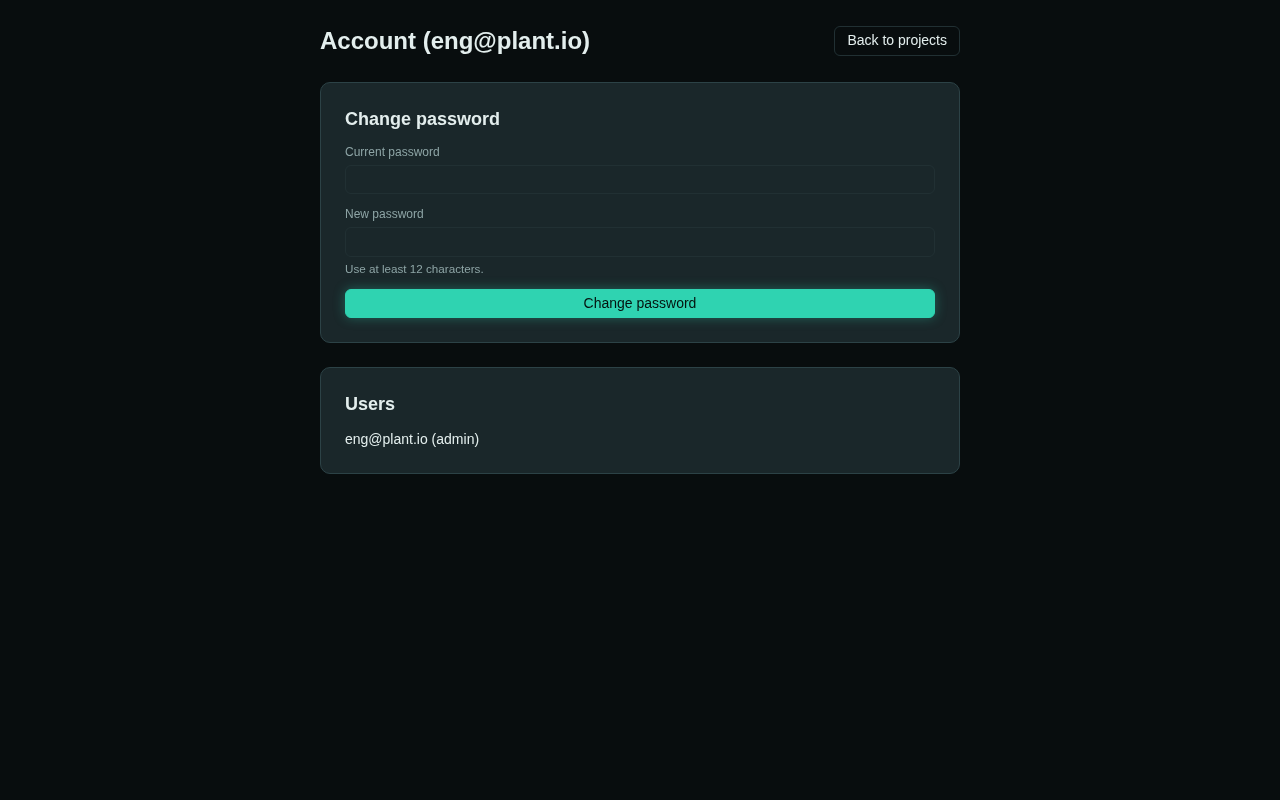 Account (eng@plant.io)
Back to projects
Change password
Current password
New password
Use at least 12 characters.
Change password
Users
eng@plant.io (admin)